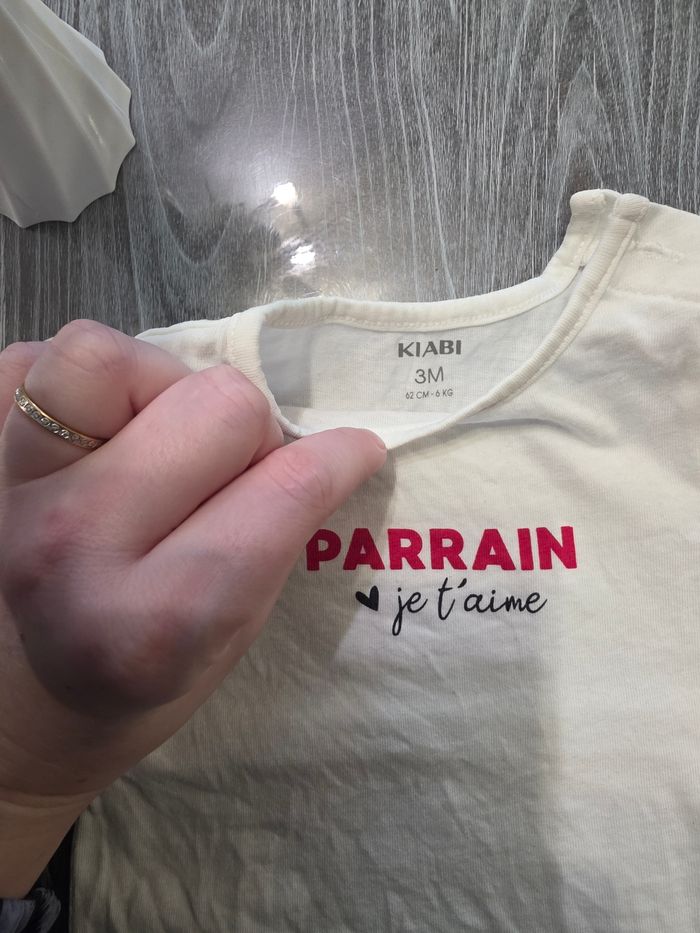 KIABI
3M
62 CM - 6 KG
PARRAIN
je t'aime